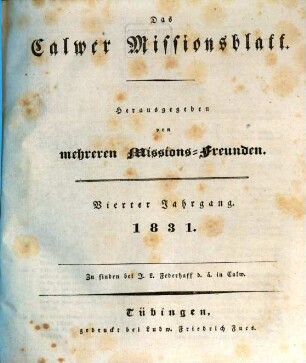 Das
Calwer Missionsblatt.
Herausgegeben
von
mehreren Missions=Freunden.
Vierter Jahrgang.
1831.
Zu finden bei J. L. Federhaff d. ä. in Calw.
Tübingen,
gedruckt bei Ludw. Friedrich Fues.